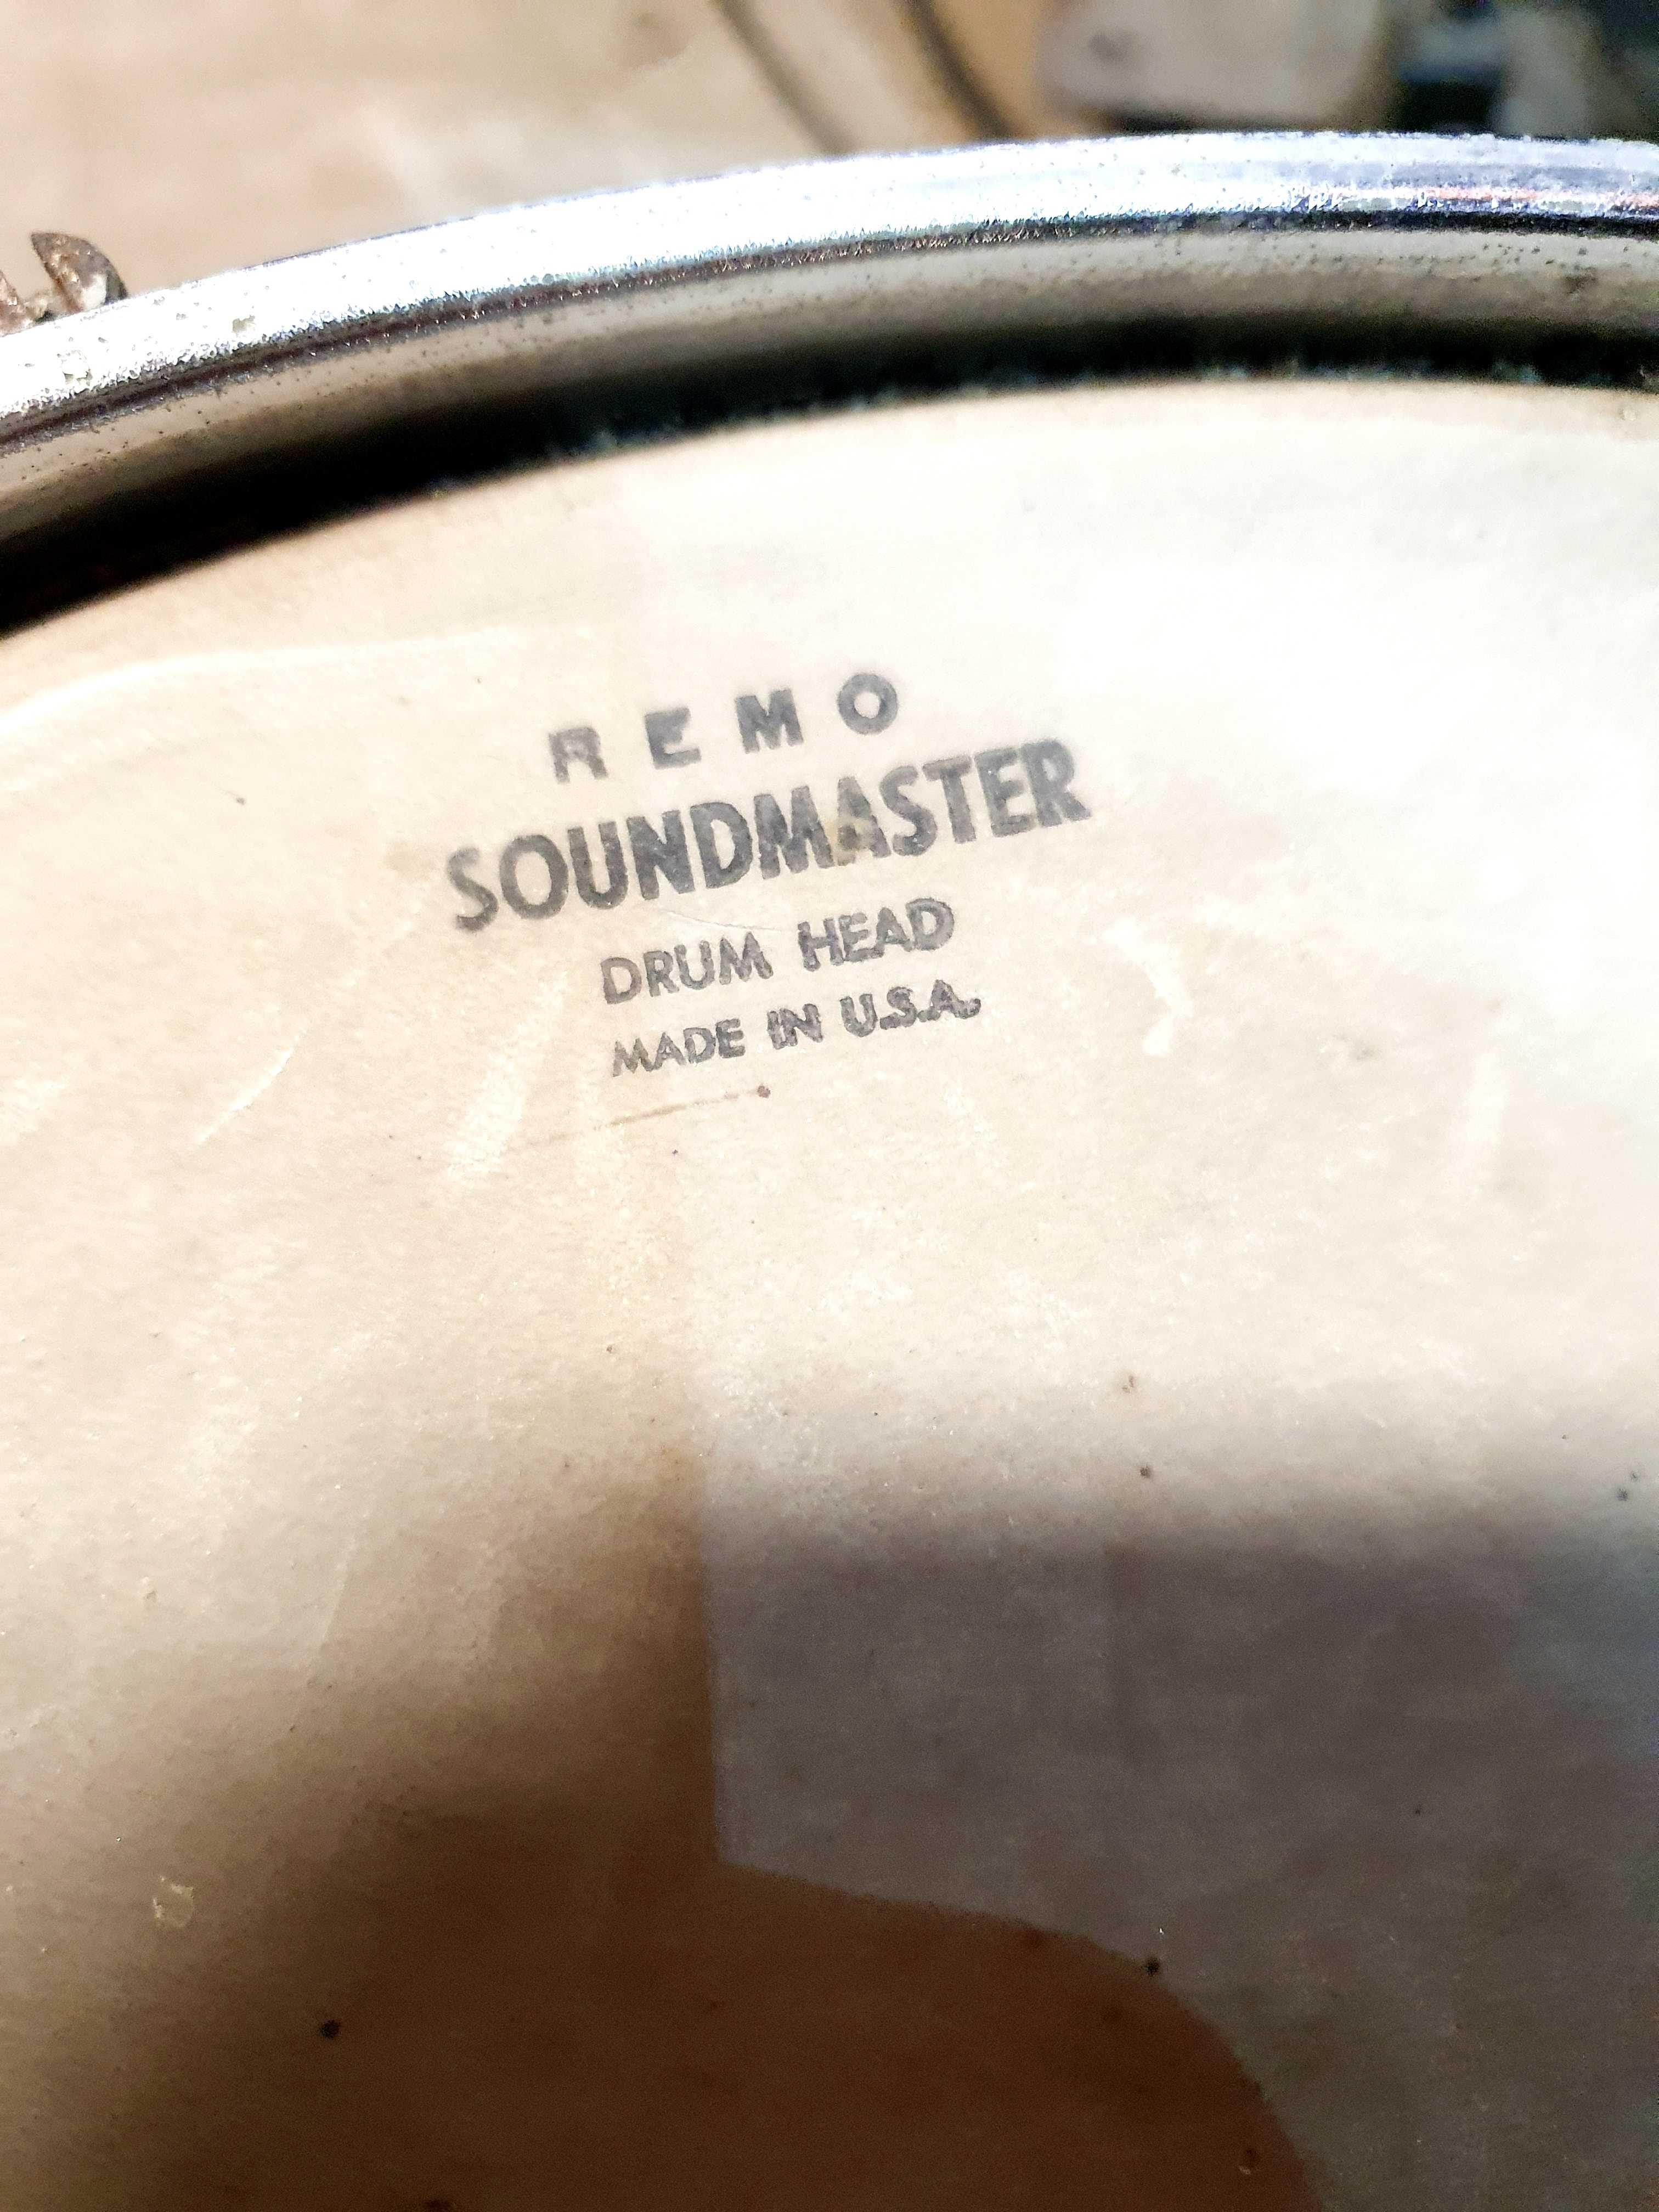 REMO
SOUNDMASTER
DRUM HEAD
MADE IN U.S.A.